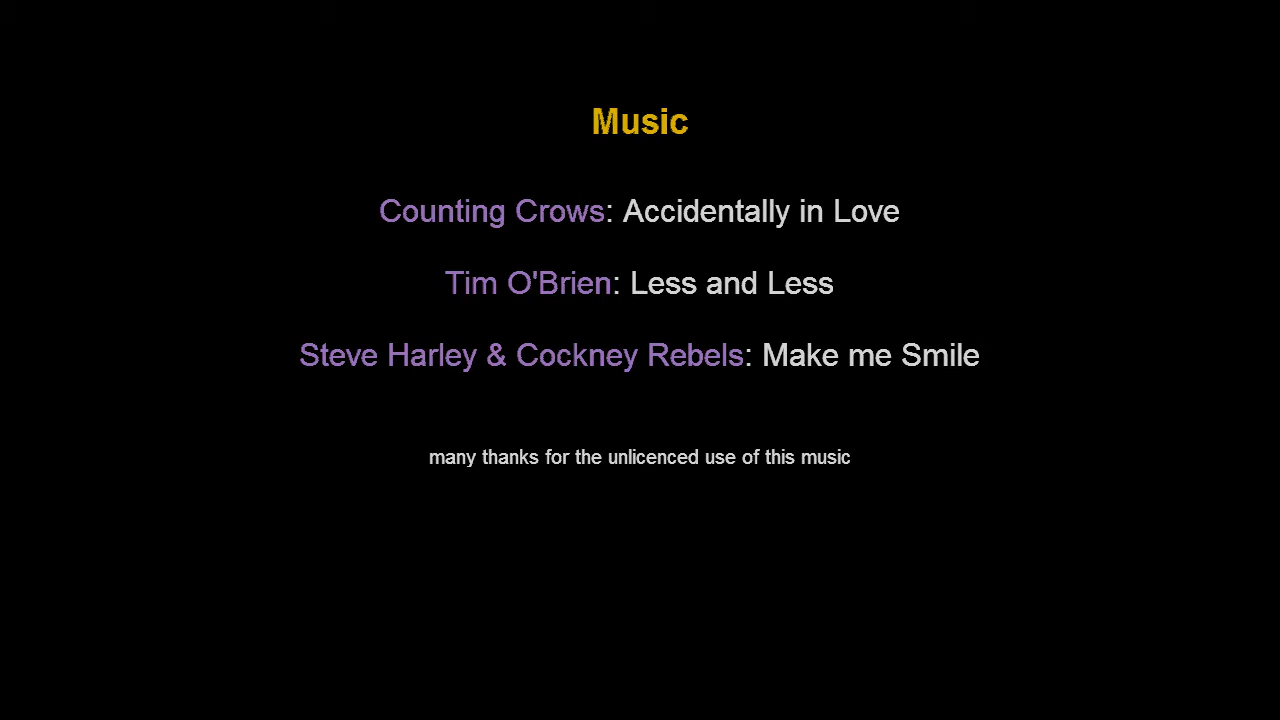 Music
Counting Crows: Accidentally in Love
Tim O'Brien: Less and Less
Steve Harley & Cockney Rebels: Make me Smile
many thanks for the unlicenced use of this music